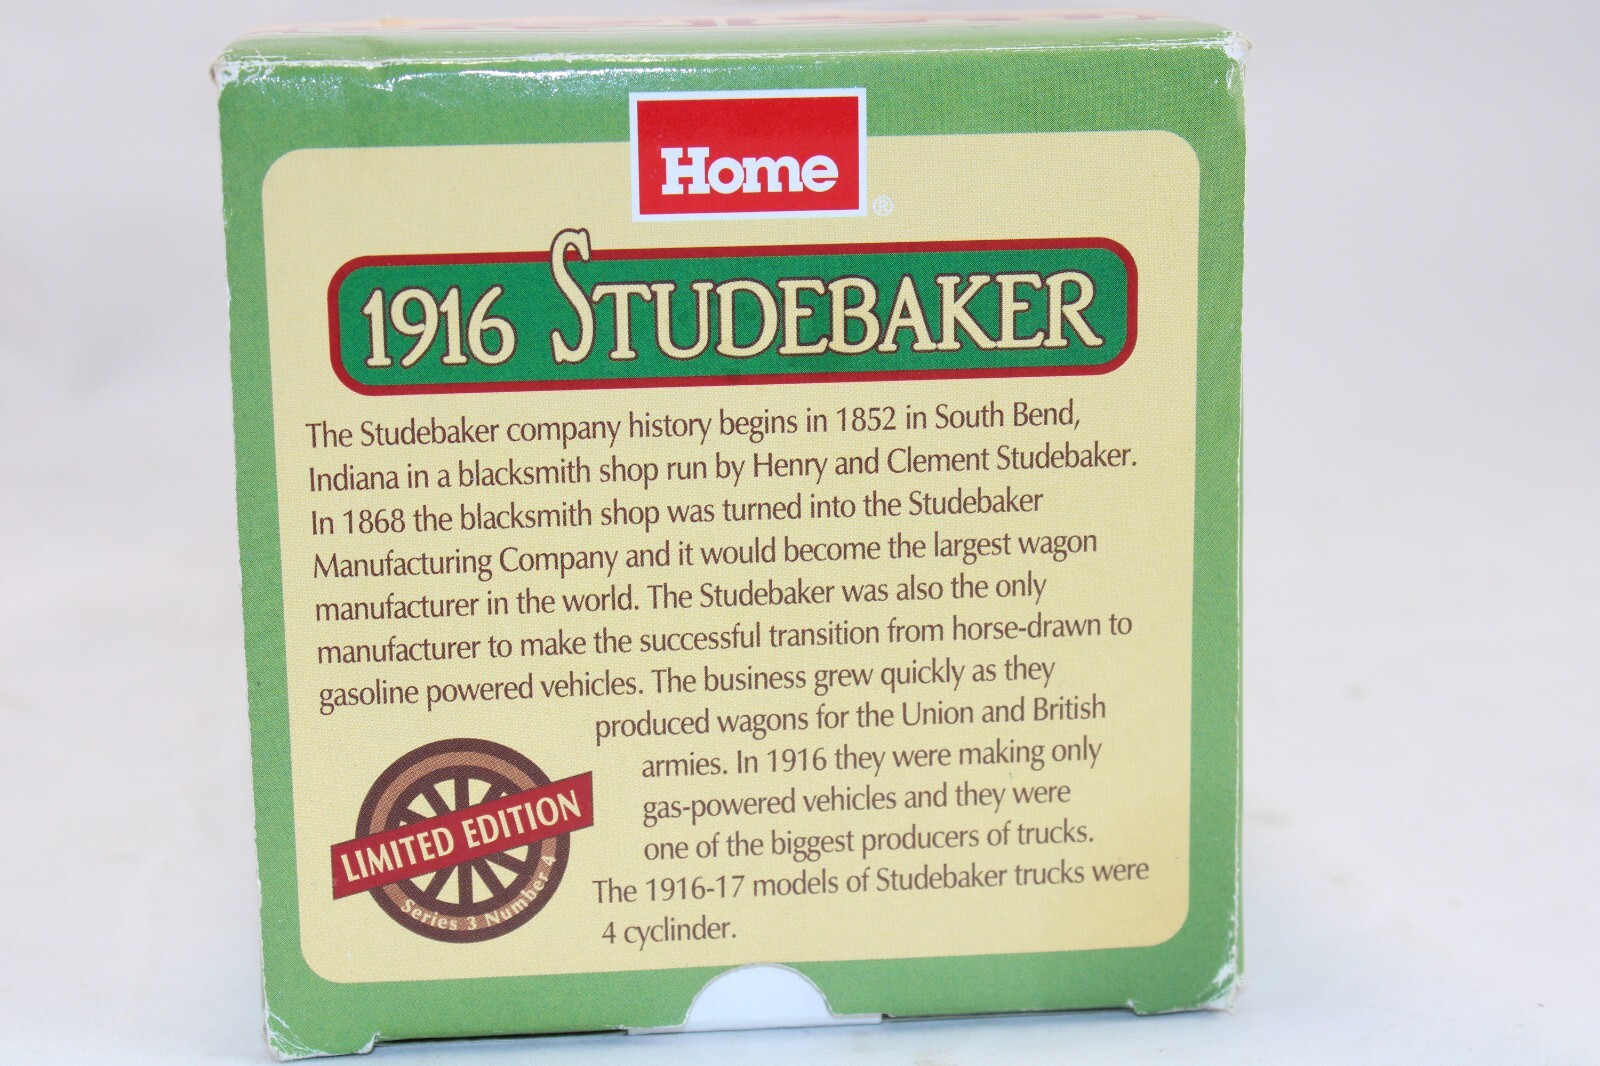 Home
®
1916 STUDEBAKER
The Studebaker company history begins in 1852 in South Bend,
Indiana in a blacksmith shop run by Henry and Clement Studebaker.
In 1868 the blacksmith shop was turned into the Studebaker
Manufacturing Company and it would become the largest wagon
manufacturer in the world. The Studebaker was also the only
manufacturer to make the successful transition from horse-drawn to
gasoline powered vehicles. The business grew quickly as they
produced wagons for the Union and British
armies. In 1916 they were making only
gas-powered vehicles and they were
one of the biggest producers of trucks.
The 1916-17 models of Studebaker trucks were
4 cyclinder.
LIMITED EDITION
Series 3 Number 4